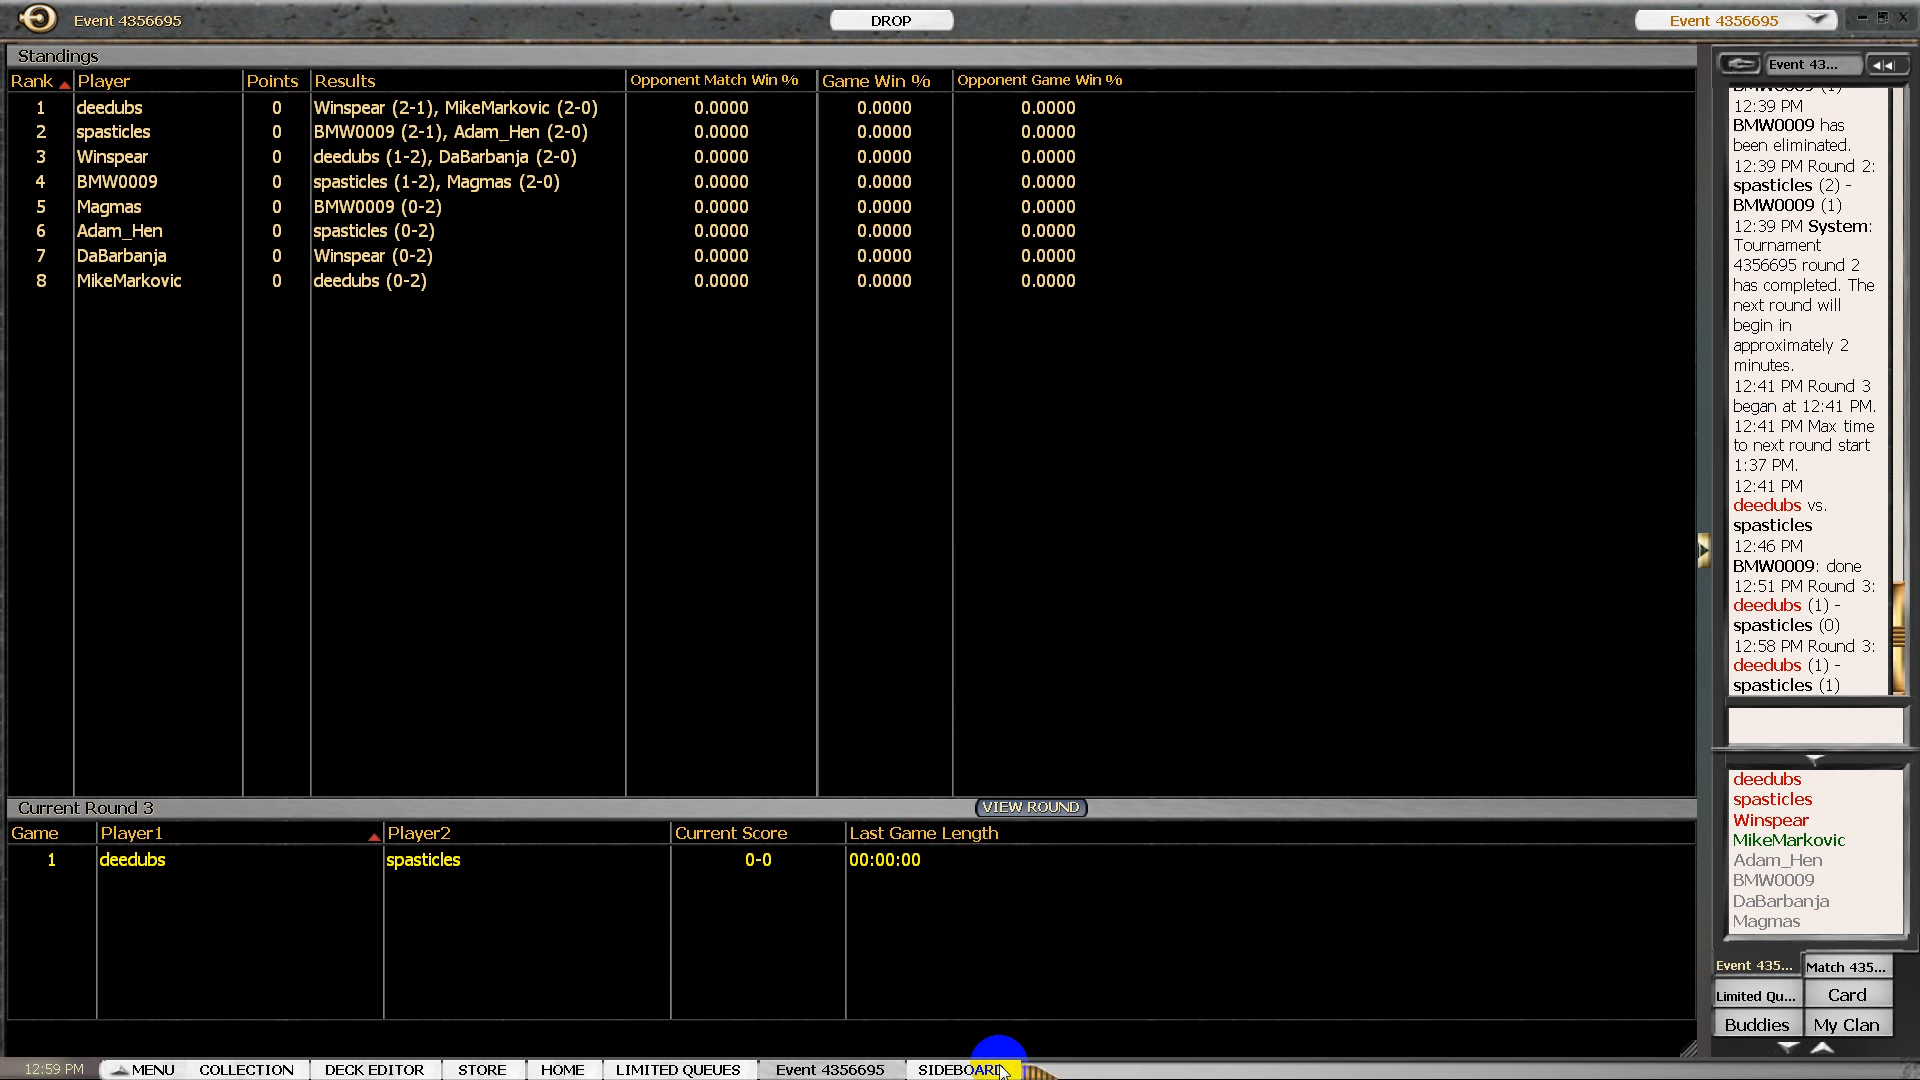 Event 4356695
DROP
Event 4356695
Standings
Rank Player Points Results Opponent Match Win % Game Win % Opponent Game Win %
1 deedubs 0 Winspear (2-1), MikeMarkovic (2-0) 0.0000 0.0000 0.0000
2 spasticles 0 BMW0009 (2-1), Adam_Hen (2-0) 0.0000 0.0000 0.0000
3 Winspear 0 deedubs (1-2), DaBarbanja (2-0) 0.0000 0.0000 0.0000
4 BMW0009 0 spasticles (1-2), Magmas (2-0) 0.0000 0.0000 0.0000
5 Magmas 0 BMW0009 (0-2) 0.0000 0.0000 0.0000
6 Adam_Hen 0 spasticles (0-2) 0.0000 0.0000 0.0000
7 DaBarbanja 0 Winspear (0-2) 0.0000 0.0000 0.0000
8 MikeMarkovic 0 deedubs (0-2) 0.0000 0.0000 0.0000
Current Round 3
VIEW ROUND
Game Player1 Player2 Current Score Last Game Length
1 deedubs spasticles 0-0 00:00:00
Event 43...
BMW0009 (1)
12:39 PM
BMW0009 has
been eliminated.
12:39 PM Round 2:
spasticles (2) -
BMW0009 (1)
12:39 PM System:
Tournament
4356695 round 2
has completed. The
next round will
begin in
approximately 2
minutes.
12:41 PM Round 3
began at 12:41 PM.
12:41 PM Max time
to next round start
1:37 PM.
12:41 PM
deedubs vs.
spasticles
12:46 PM
BMW0009: done
12:51 PM Round 3:
deedubs (1) -
spasticles (0)
12:58 PM Round 3:
deedubs (1) -
spasticles (1)
deedubs
spasticles
Winspear
MikeMarkovic
Adam_Hen
BMW0009
DaBarbanja
Magmas
Event 435... Match 435...
Limited Qu... Card
Buddies My Clan
12:59 PM MENU COLLECTION DECK EDITOR STORE HOME LIMITED QUEUES Event 4356695 SIDEBOARD